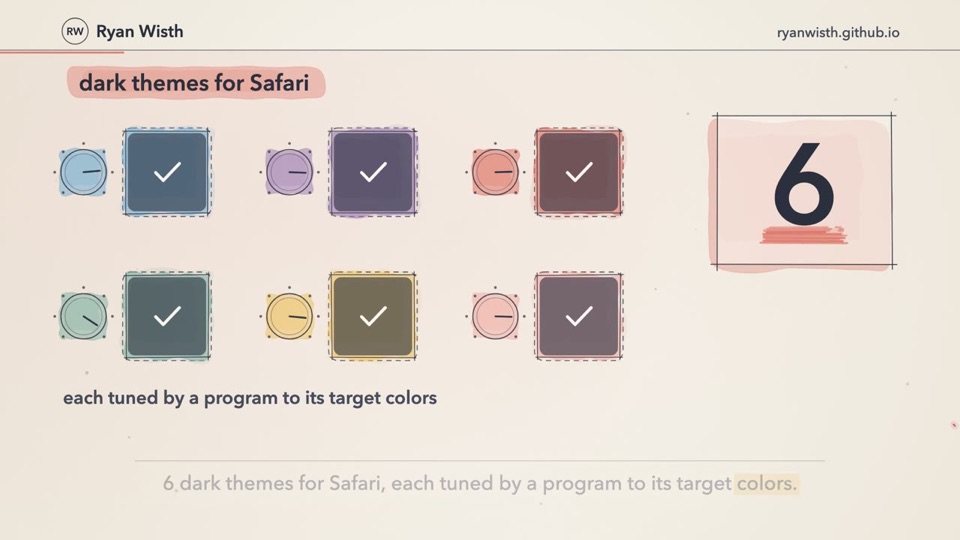 RW Ryan Wisth
ryanwisth.github.io
dark themes for Safari
6
each tuned by a program to its target colors
6 dark themes for Safari, each tuned by a program to its target colors.